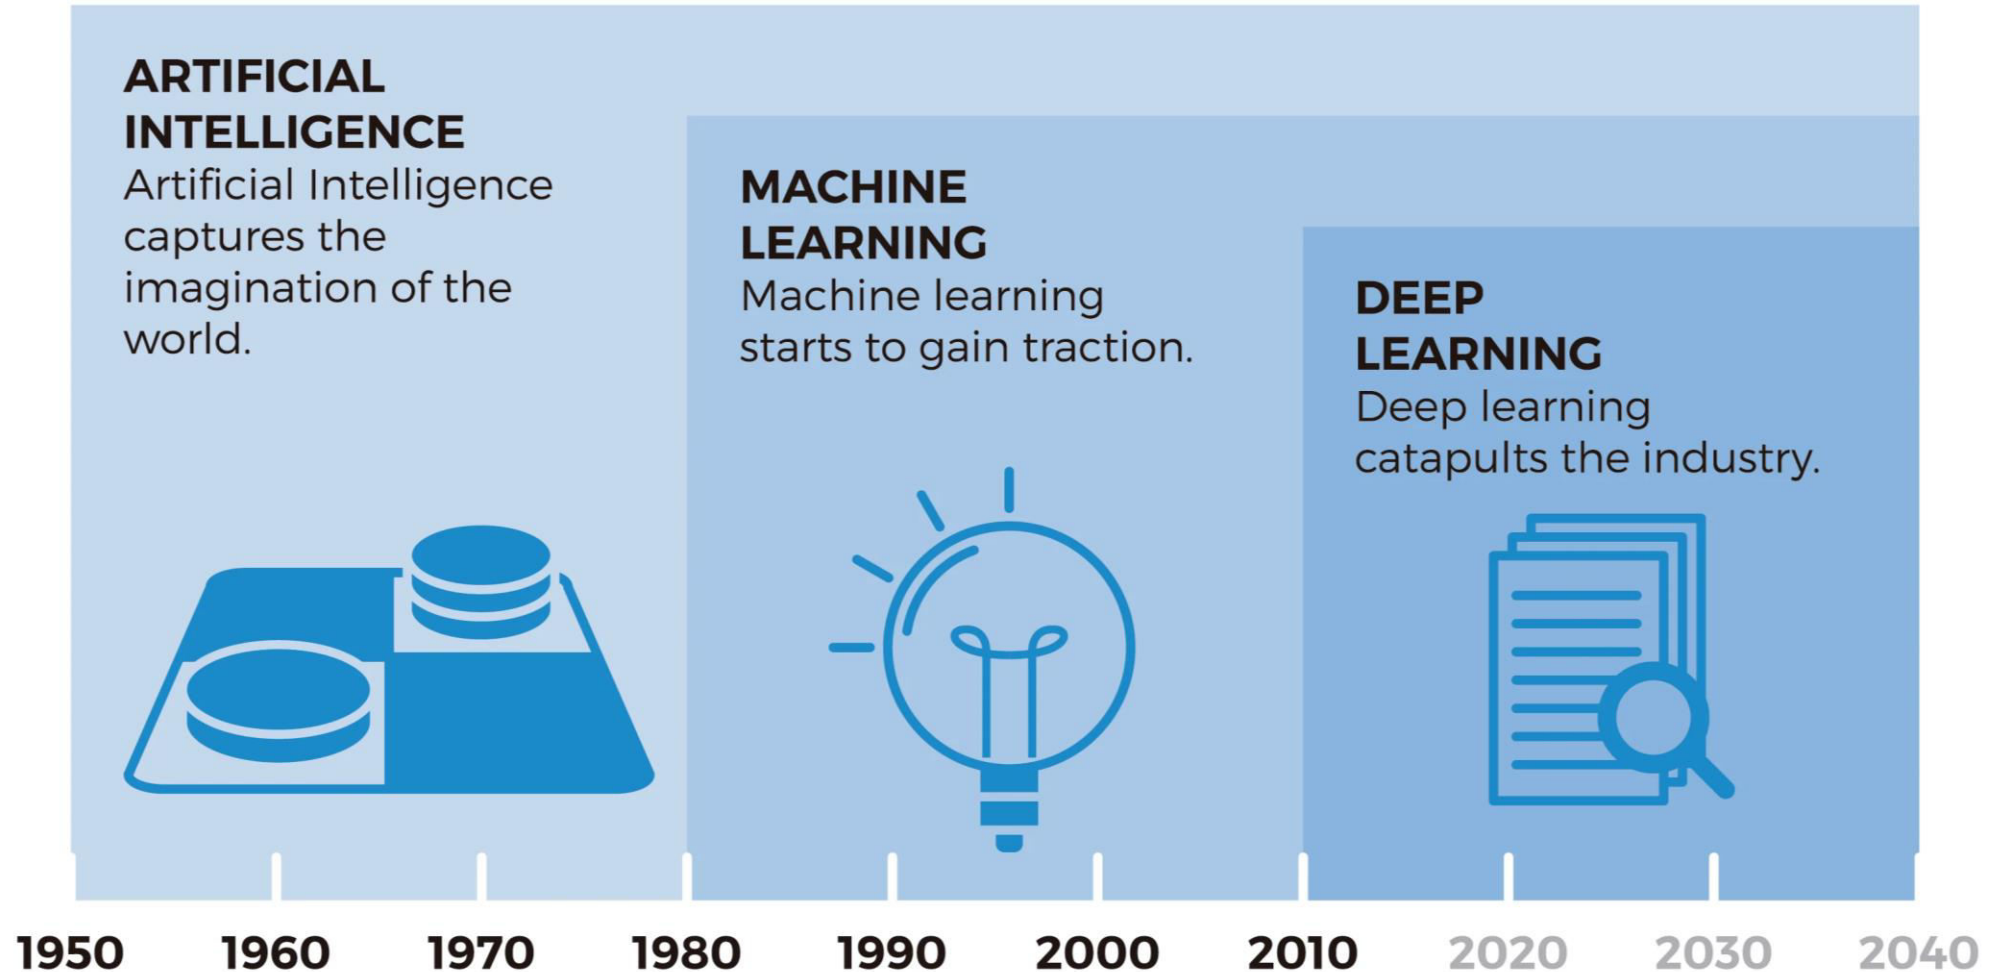 ARTIFICIAL
INTELLIGENCE
Artificial Intelligence
captures the
imagination of the
world.
MACHINE
LEARNING
Machine learning
starts to gain traction.
DEEP
LEARNING
Deep learning
catapults the industry.
1950 1960 1970 1980 1990 2000 2010 2020 2030 2040